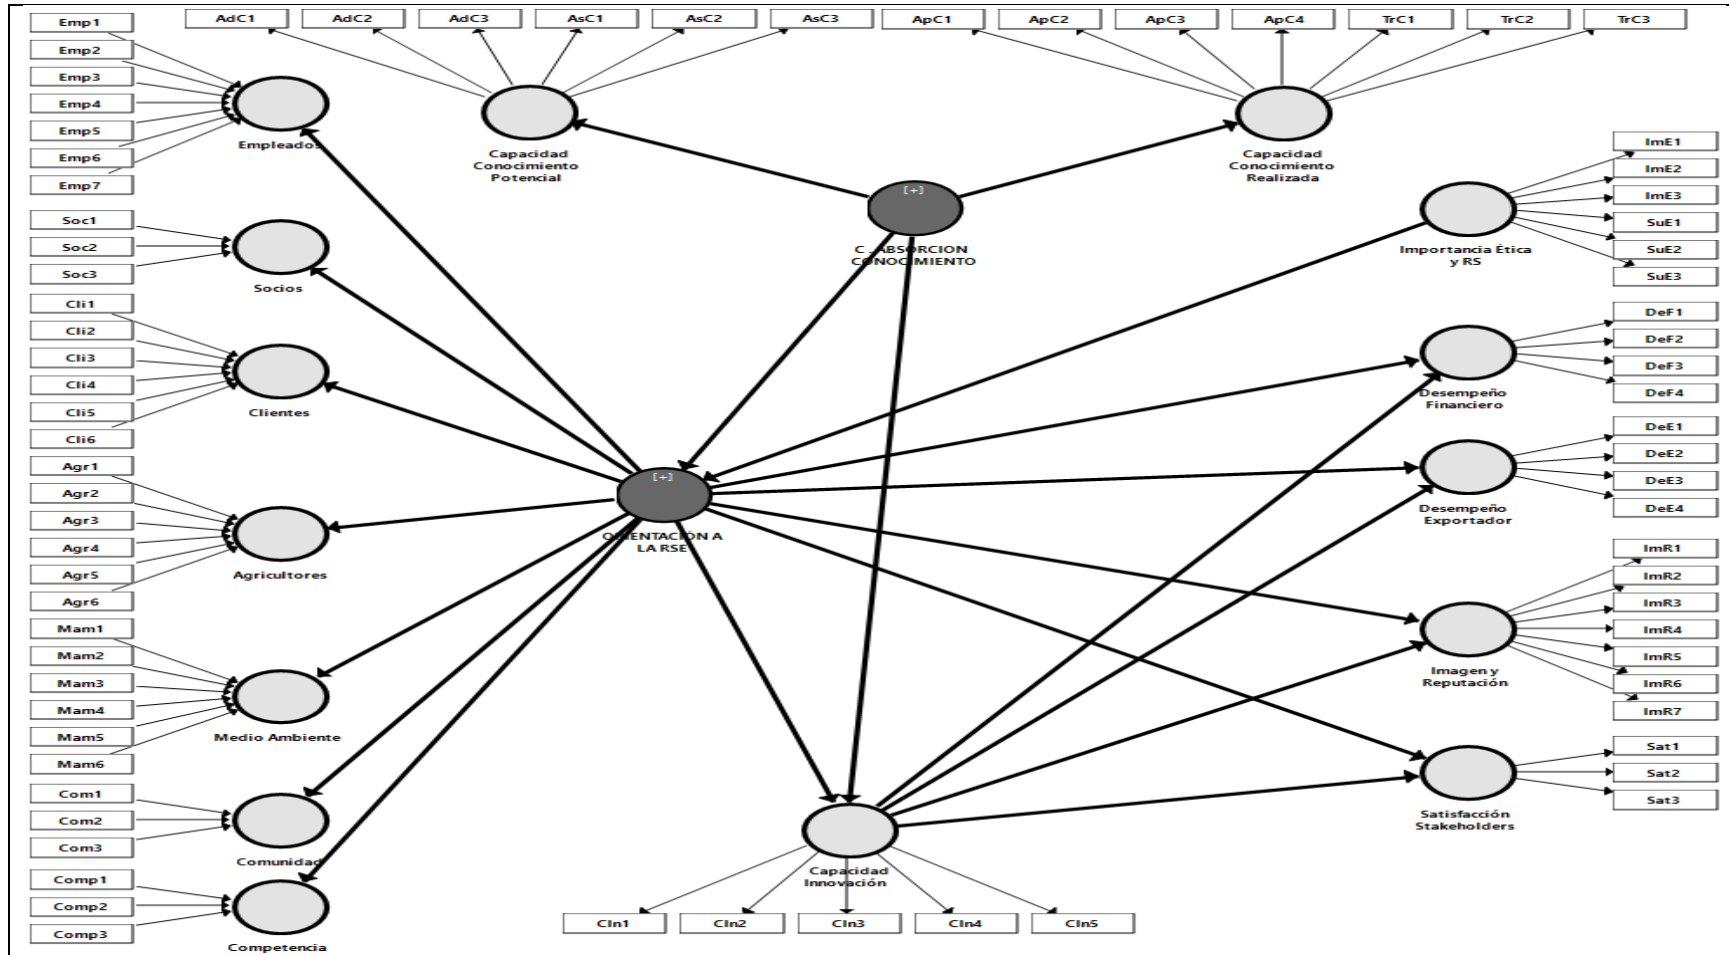 Emp1
Emp2
Emp3
Emp4
Emp5
Emp6
Emp7
Empleados
AdC1
AdC2
AdC3
AsC1
AsC2
AsC3
Capacidad
Conocimiento
Potencial
ApC1
ApC2
ApC3
ApC4
TrC1
TrC2
TrC3
Capacidad
Conocimiento
Realizada
[+]
C . ABSORCION
CONOCIMIENTO
ImE1
ImE2
ImE3
SuE1
SuE2
SuE3
Importancia Ética
y RS
Soc1
Soc2
Soc3
Socios
Cli1
Cli2
Cli3
Cli4
Cli5
Cli6
Clientes
DeF1
DeF2
DeF3
DeF4
Desempeño
Financiero
DeE1
DeE2
DeE3
DeE4
Desempeño
Exportador
[+]
ORIENTACIÓN A
LA RSE
Agr1
Agr2
Agr3
Agr4
Agr5
Agr6
Agricultores
ImR1
ImR2
ImR3
ImR4
ImR5
ImR6
ImR7
Imagen y
Reputación
Mam1
Mam2
Mam3
Mam4
Mam5
Mam6
Medio Ambiente
Sat1
Sat2
Sat3
Satisfacción
Stakeholders
Com1
Com2
Com3
Comunidad
Capacidad
Innovación
CIn1
CIn2
CIn3
CIn4
CIn5
Comp1
Comp2
Comp3
Competencia